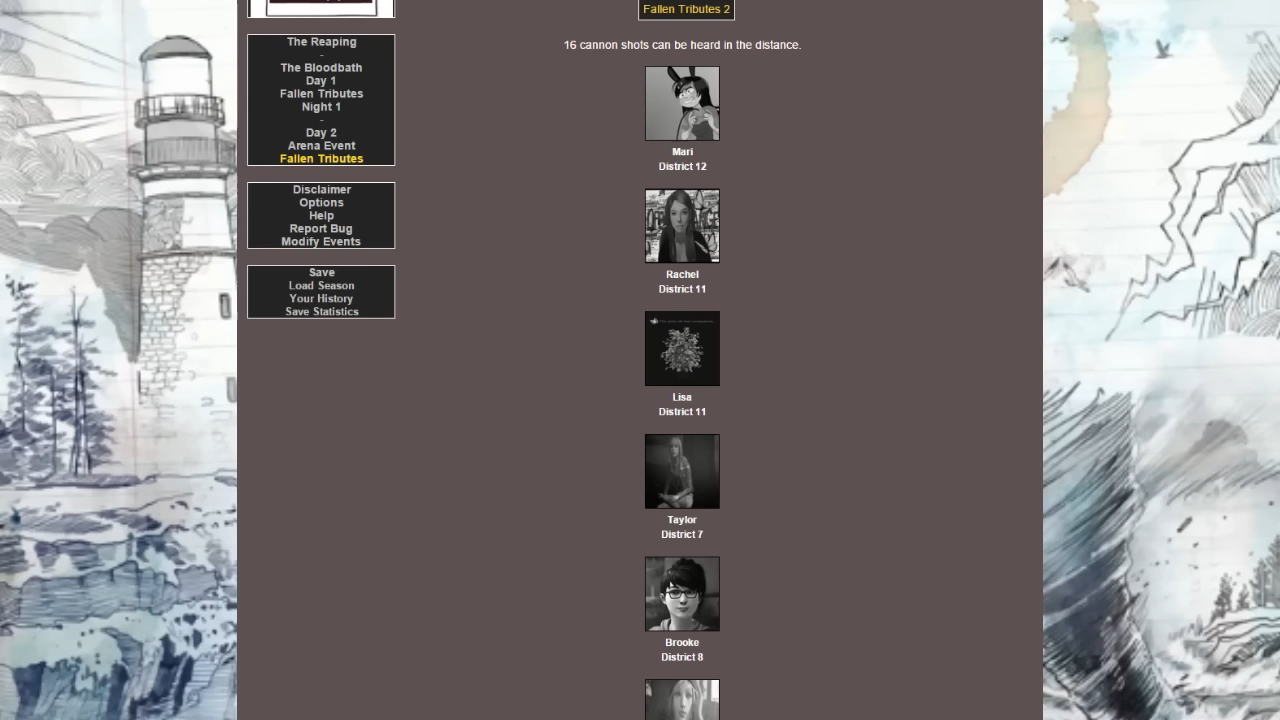 Fallen Tributes 2
The Reaping
-
The Bloodbath
Day 1
Fallen Tributes
Night 1
-
Day 2
Arena Event
Fallen Tributes
Disclaimer
Options
Help
Report Bug
Modify Events
Save
Load Season
Your History
Save Statistics
16 cannon shots can be heard in the distance.
Mari
District 12
Rachel
District 11
Lisa
District 11
Taylor
District 7
Brooke
District 8